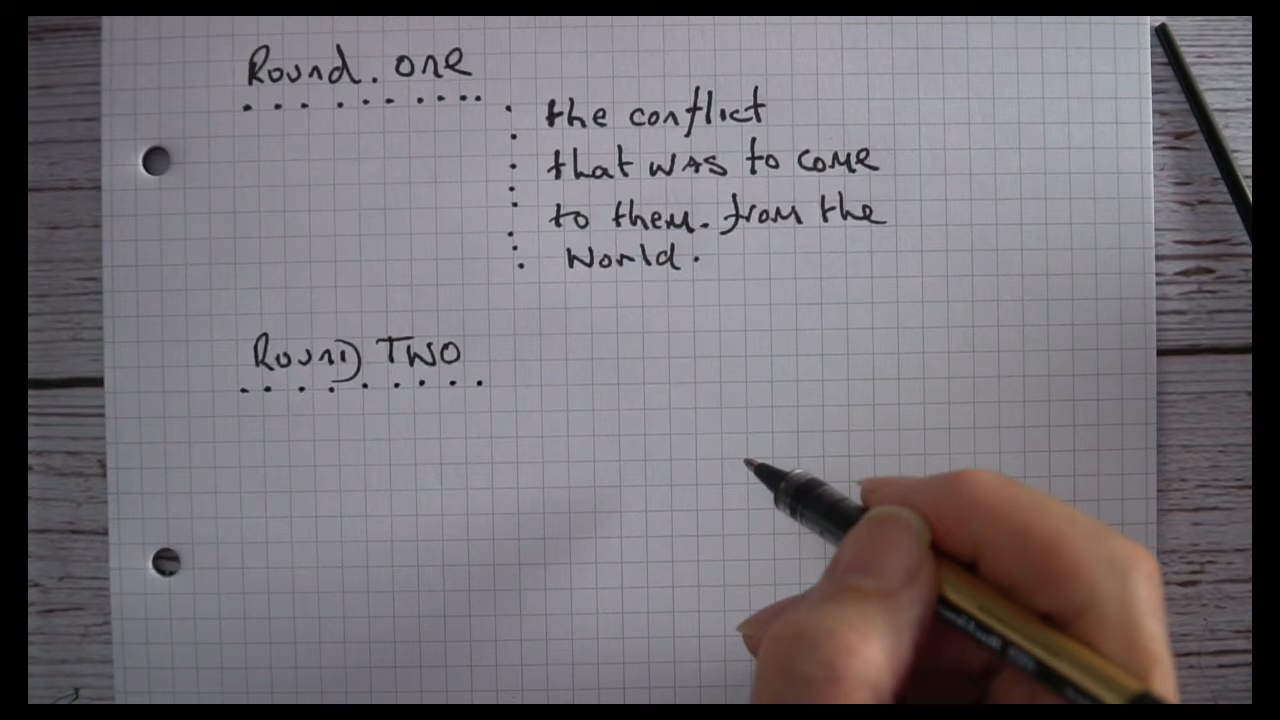 Round. one
the conflict
that was to come
to them. from the
World.
Round TWO